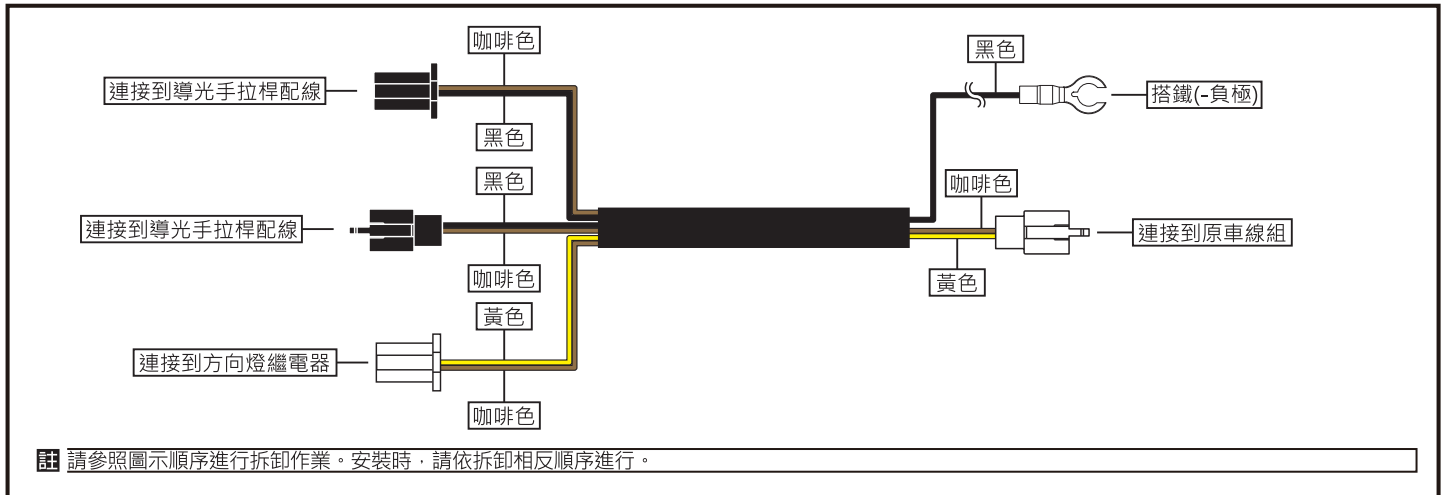 咖啡色
黑色
連接到導光手拉桿配線
搭鐵(-負極)
黑色
黑色
咖啡色
連接到導光手拉桿配線
連接到原車線組
咖啡色
黃色
黃色
連接到方向燈繼電器
咖啡色
註 請參照圖示順序進行拆卸作業。安裝時，請依拆卸相反順序進行。